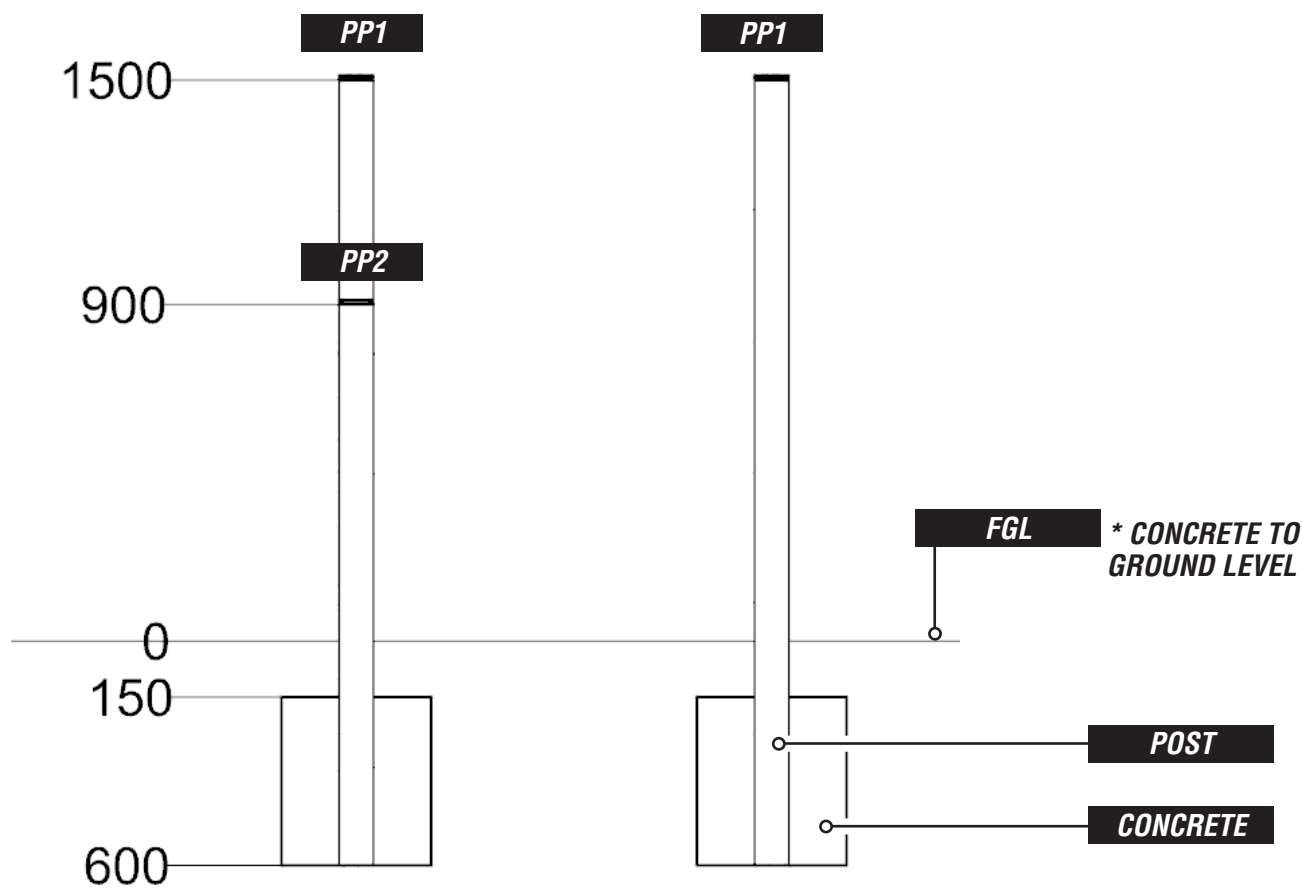 PP1
PP1
1500
PP2
900
FGL
* CONCRETE TO
GROUND LEVEL
0
150
POST
CONCRETE
600